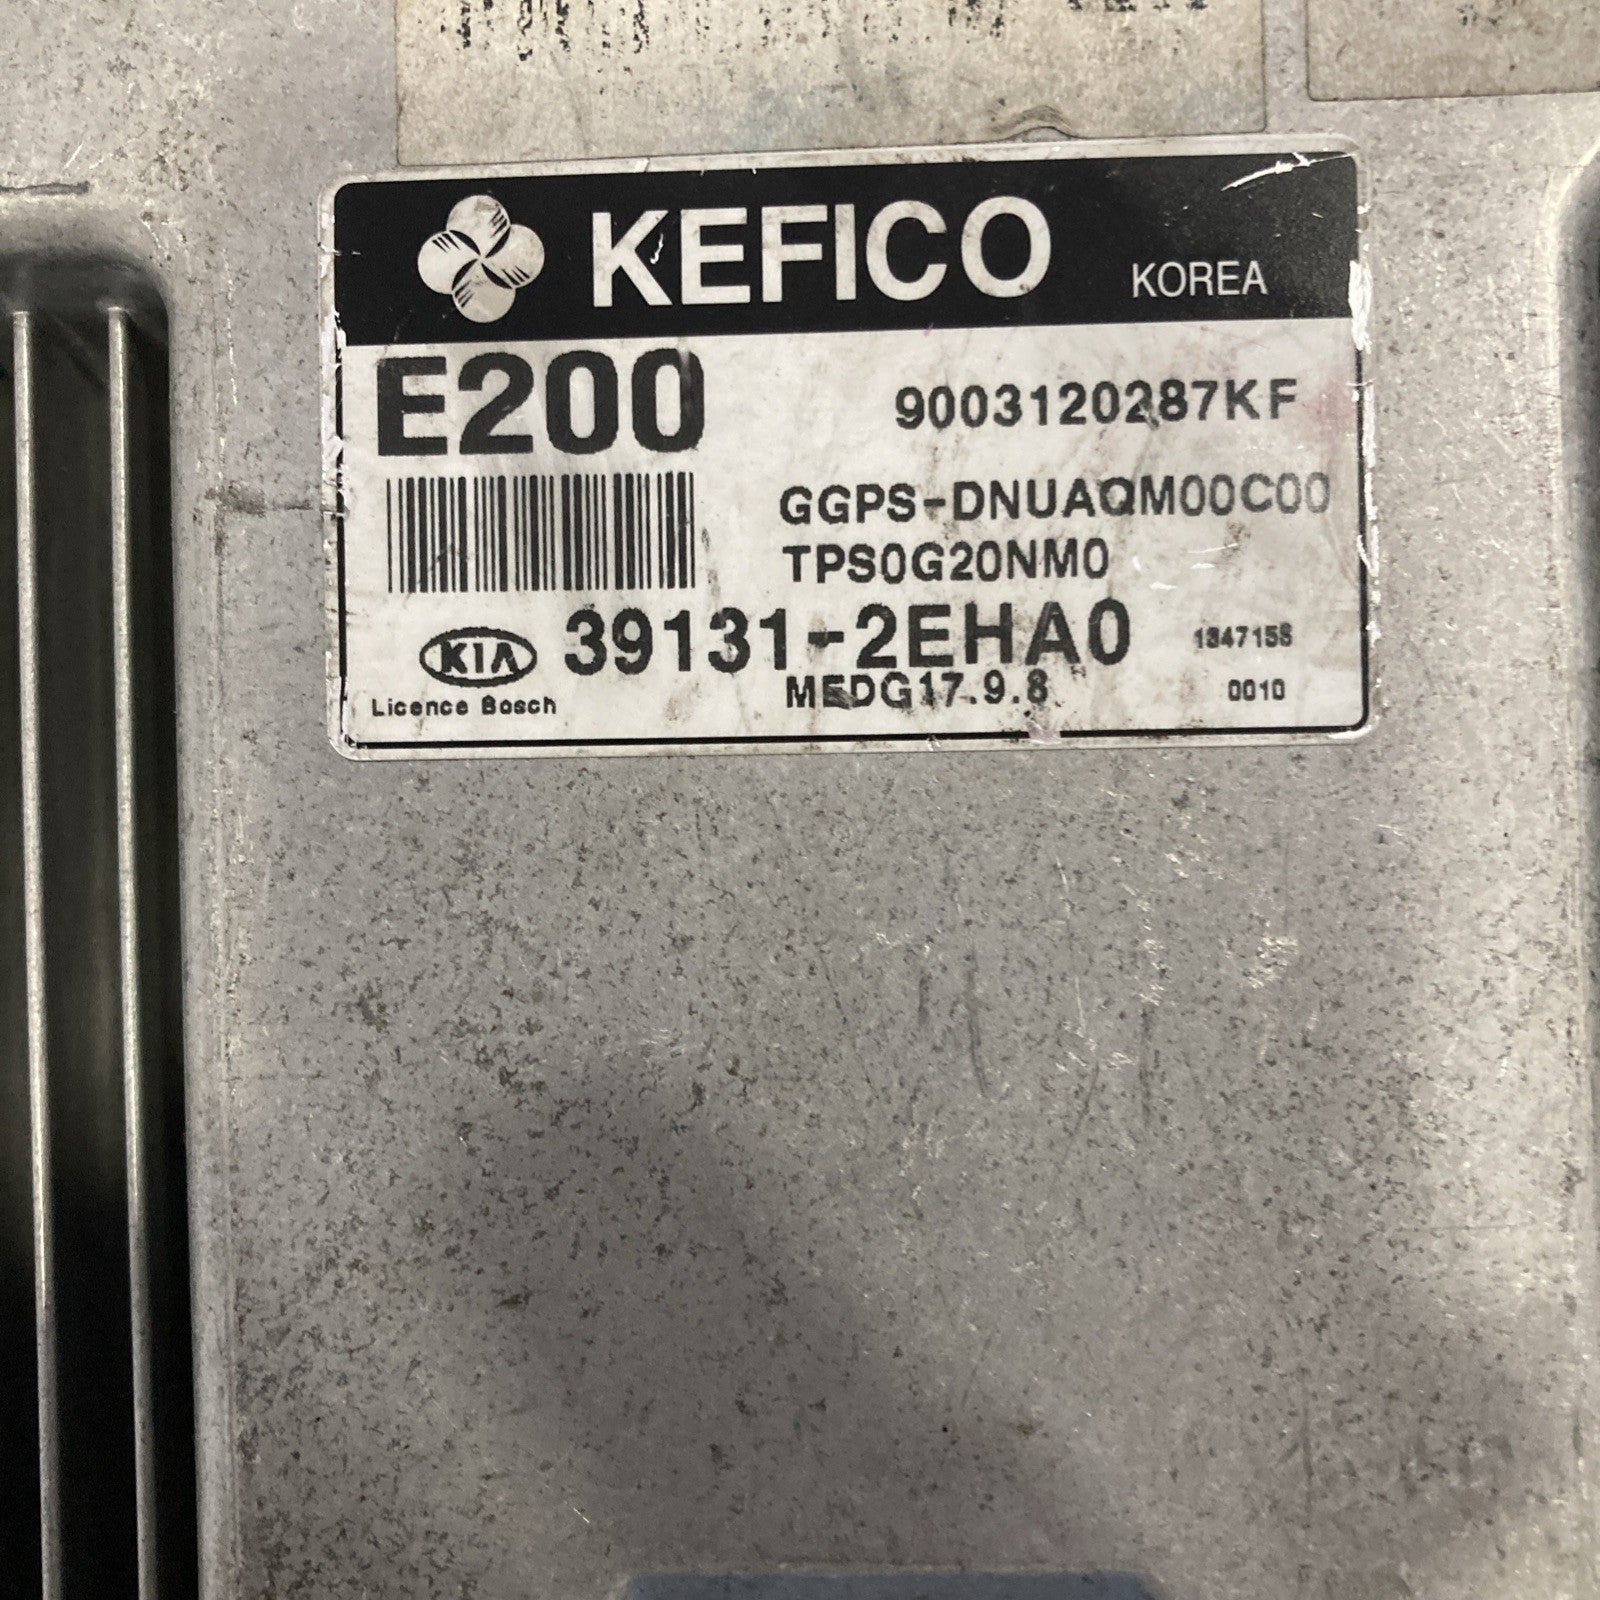 KEFICO KOREA
E200 9003120287KF
GGPS-DNUAQM00C00
TPS0G20NM0
KIA 39131-2EHA0 1347158
Licence Bosch MEDG17.9.8 0010